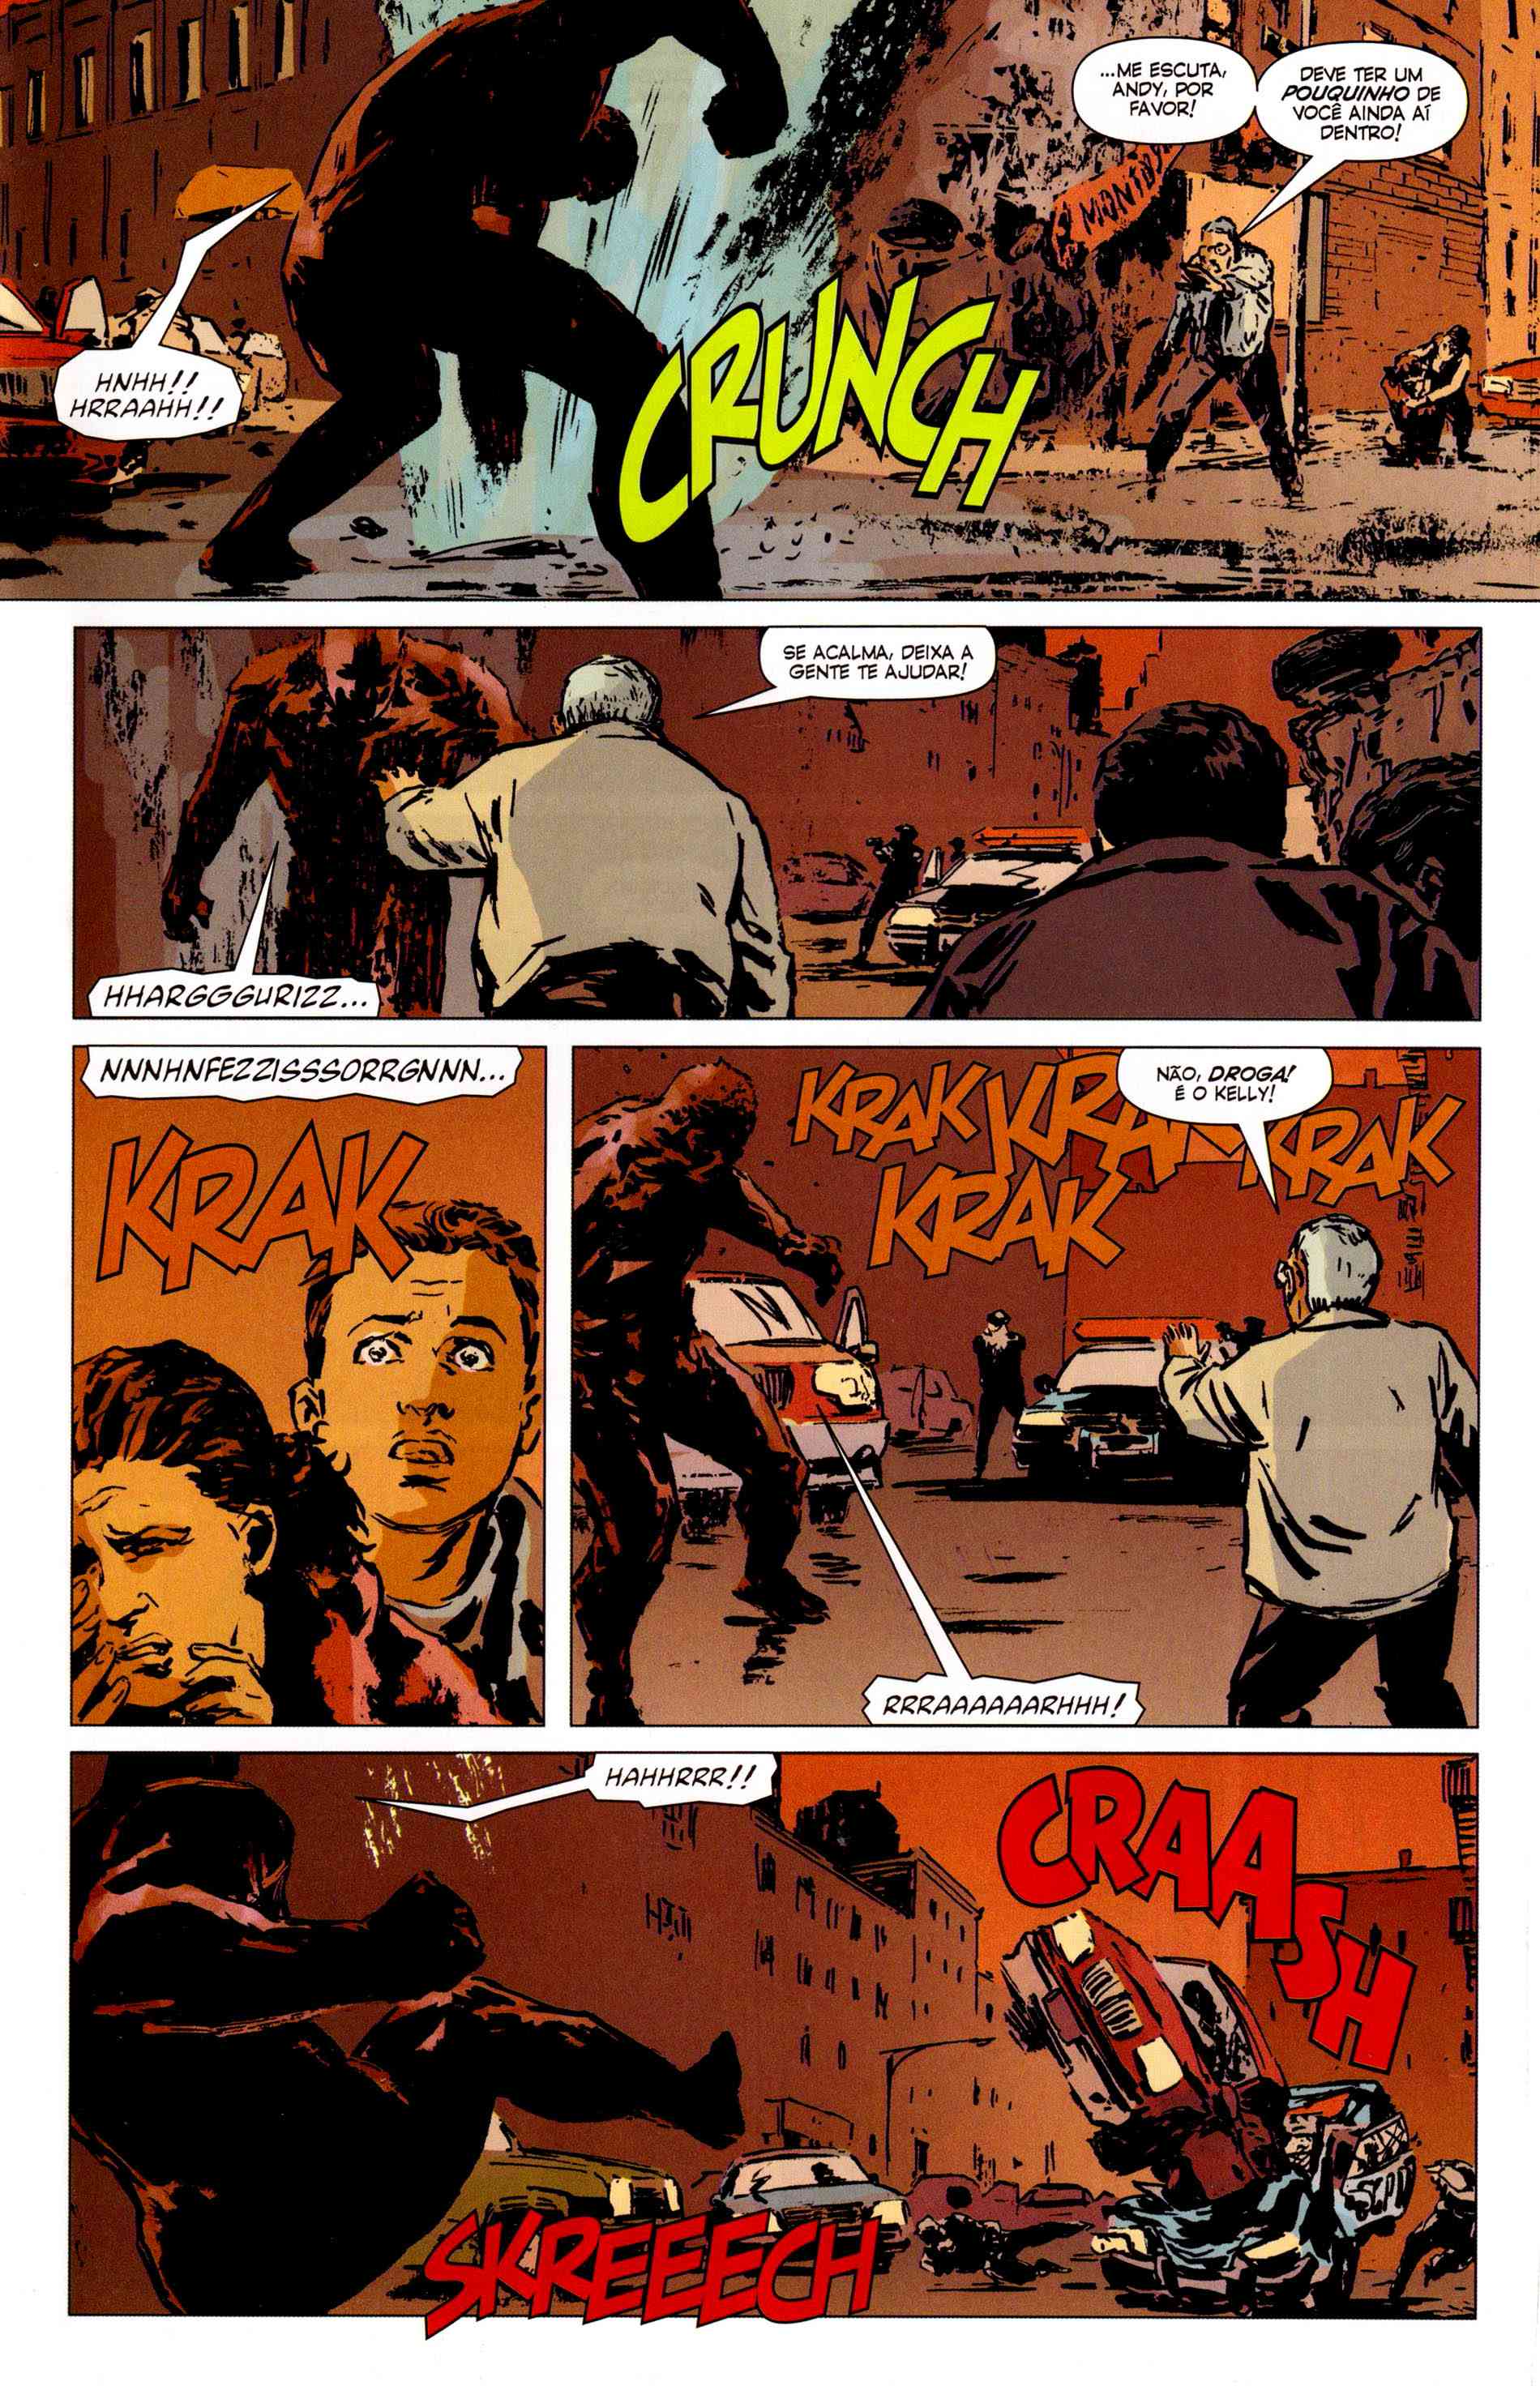 ...ME ESCUTA,
ANDY, POR
FAVOR!
DEVE TER UM
POUQUINHO DE
VOCÊ AINDA AÍ
DENTRO!
HNHH!!
HRRAAHH!!
CRUNCH
SE ACALMA, DEIXA A
GENTE TE AJUDAR!
HHARGGGURIZZ...
NNNHNFEZZISSSORRGNNN...
KRAK
KRAK
KRAK
KRAK
NÃO, DROGA!
É O KELLY!
RRRAAAAAARHHH!
HAHHRRR!!
CRAASH
SKREEECH